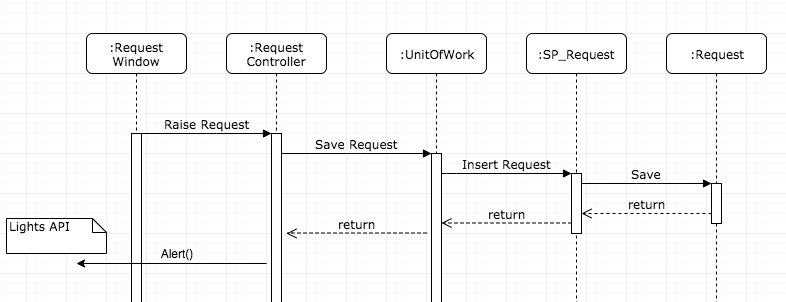 :Request
Window
:Request
Controller
:UnitOfWork
:SP_Request
:Request
Raise Request
Save Request
Insert Request
Save
return
return
return
Lights API
Alert()